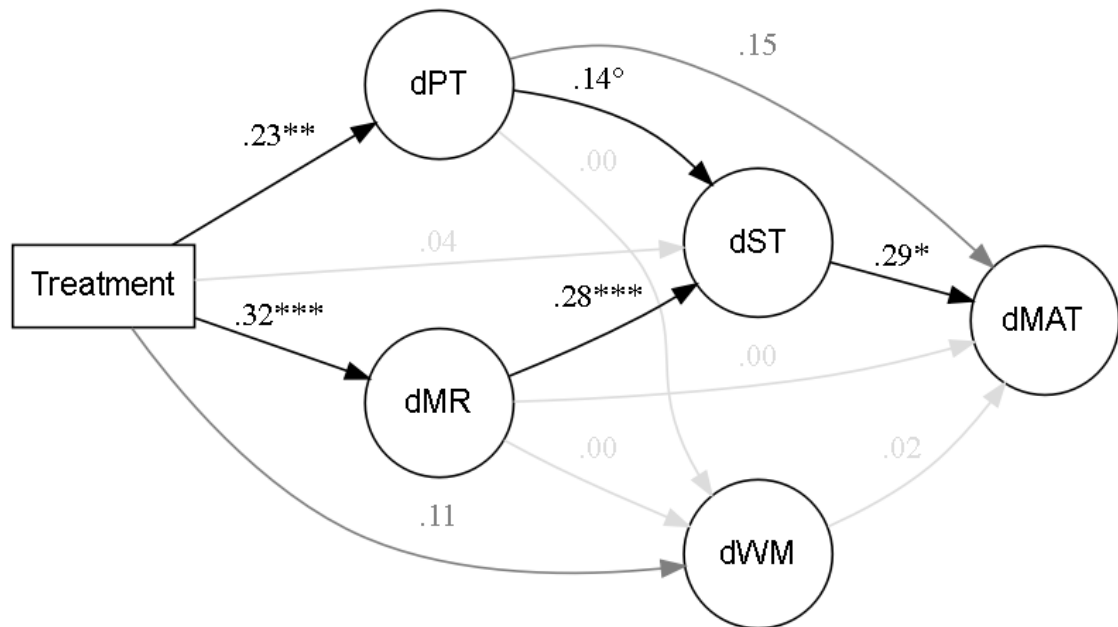 .15
dPT
.14°
.23**
.00
.04
dST
.29*
Treatment
.32***
.28***
dMAT
.00
dMR
.00
.02
.11
dWM